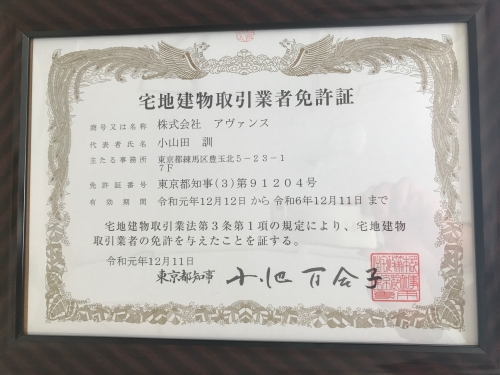 宅地建物取引業者免許証
商号又は名称 株式会社 アヴァンス
代表者氏名 小山田 訓
主たる事務所 東京都練馬区豊玉北5-23-1
7F
免許証番号 東京都知事(3)第91204号
有効期間 令和元年12月12日 から 令和6年12月11日 まで
宅地建物取引業法第3条第1項の規定により、宅地建物
取引業者の免許を与えたことを証する。
令和元年12月11日
東京都知事 小池百合子